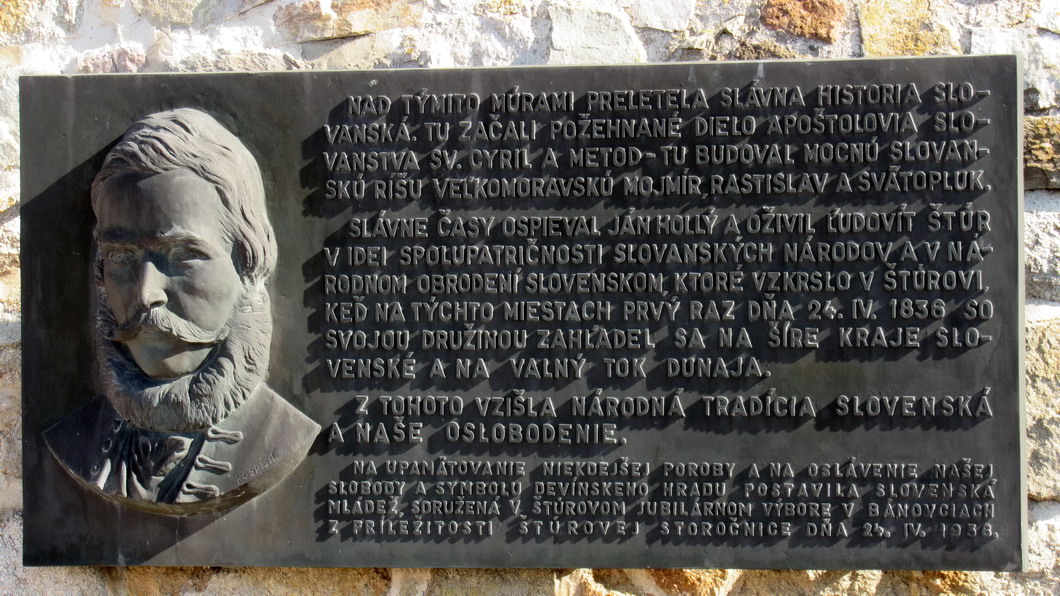 NAD TÝMITO MÚRAMI PRELETELA SLÁVNA HISTORIA SLO-
VANSKÁ. TU ZAČALI POŽEHNANÉ DIELO APOŠTOLOVIA SLO-
VANSTVA SV. CYRIL A METOD-TU BUDOVAL MOCNÚ SLOVAN-
SKÚ RÍŠU VEĽKOMORAVSKÚ MOJMÍR, RASTISLAV A SVÄTOPLUK.
SLÁVNE ČASY OSPIEVAL JÁN HOLLÝ A OŽIVIL ĽUDOVÍT ŠTÚR
V IDEI SPOLUPATRIČNOSTI SLOVANSKÝCH NÁRODOV A V NÁ-
RODNOM OBRODENÍ SLOVENSKOM, KTORÉ VZKRSLO V ŠTÚROVI,
KEĎ NA TÝCHTO MIESTACH PRVÝ RAZ DŇA 24. IV. 1836 SO
SVOJOU DRUŽINOU ZAHĽADEL SA NA ŠÍRE KRAJE SLO-
VENSKÉ A NA VALNÝ TOK DUNAJA.
Z TOHOTO VZIŠLA NÁRODNÁ TRADÍCIA SLOVENSKÁ
A NAŠE OSLOBODENIE.
NA UPAMÄTOVANIE NIEKDEJŠEJ POROBY A NA OSLÁVENIE NAŠEJ
SLOBODY A SYMBOLU DEVÍNSKEHO HRADU POSTAVILA SLOVENSKÁ
MLÁDEŽ, SDRUŽENÁ V ŠTÚROVOM JUBILÁRNOM VÝBORE V BÁNOVCIACH
Z PRÍLEŽITOSTI ŠTÚROVEJ STOROČNICE DŇA 24. IV. 1936.
POSPÍŠIL